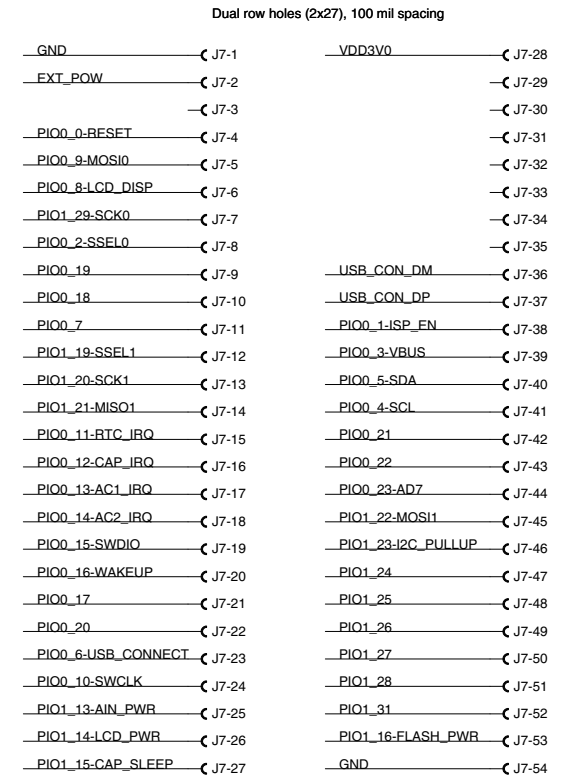 Dual row holes (2x27), 100 mil spacing
GND J7-1
EXT_POW J7-2
J7-3
PIO0_0-RESET J7-4
PIO0_9-MOSI0 J7-5
PIO0_8-LCD_DISP J7-6
PIO1_29-SCK0 J7-7
PIO0_2-SSEL0 J7-8
PIO0_19 J7-9
PIO0_18 J7-10
PIO0_7 J7-11
PIO1_19-SSEL1 J7-12
PIO1_20-SCK1 J7-13
PIO1_21-MISO1 J7-14
PIO0_11-RTC_IRQ J7-15
PIO0_12-CAP_IRQ J7-16
PIO0_13-AC1_IRQ J7-17
PIO0_14-AC2_IRQ J7-18
PIO0_15-SWDIO J7-19
PIO0_16-WAKEUP J7-20
PIO0_17 J7-21
PIO0_20 J7-22
PIO0_6-USB_CONNECT J7-23
PIO0_10-SWCLK J7-24
PIO1_13-AIN_PWR J7-25
PIO1_14-LCD_PWR J7-26
PIO1_15-CAP_SLEEP J7-27
VDD3V0 J7-28
J7-29
J7-30
J7-31
J7-32
J7-33
J7-34
J7-35
USB_CON_DM J7-36
USB_CON_DP J7-37
PIO0_1-ISP_EN J7-38
PIO0_3-VBUS J7-39
PIO0_5-SDA J7-40
PIO0_4-SCL J7-41
PIO0_21 J7-42
PIO0_22 J7-43
PIO0_23-AD7 J7-44
PIO1_22-MOSI1 J7-45
PIO1_23-I2C_PULLUP J7-46
PIO1_24 J7-47
PIO1_25 J7-48
PIO1_26 J7-49
PIO1_27 J7-50
PIO1_28 J7-51
PIO1_31 J7-52
PIO1_16-FLASH_PWR J7-53
GND J7-54